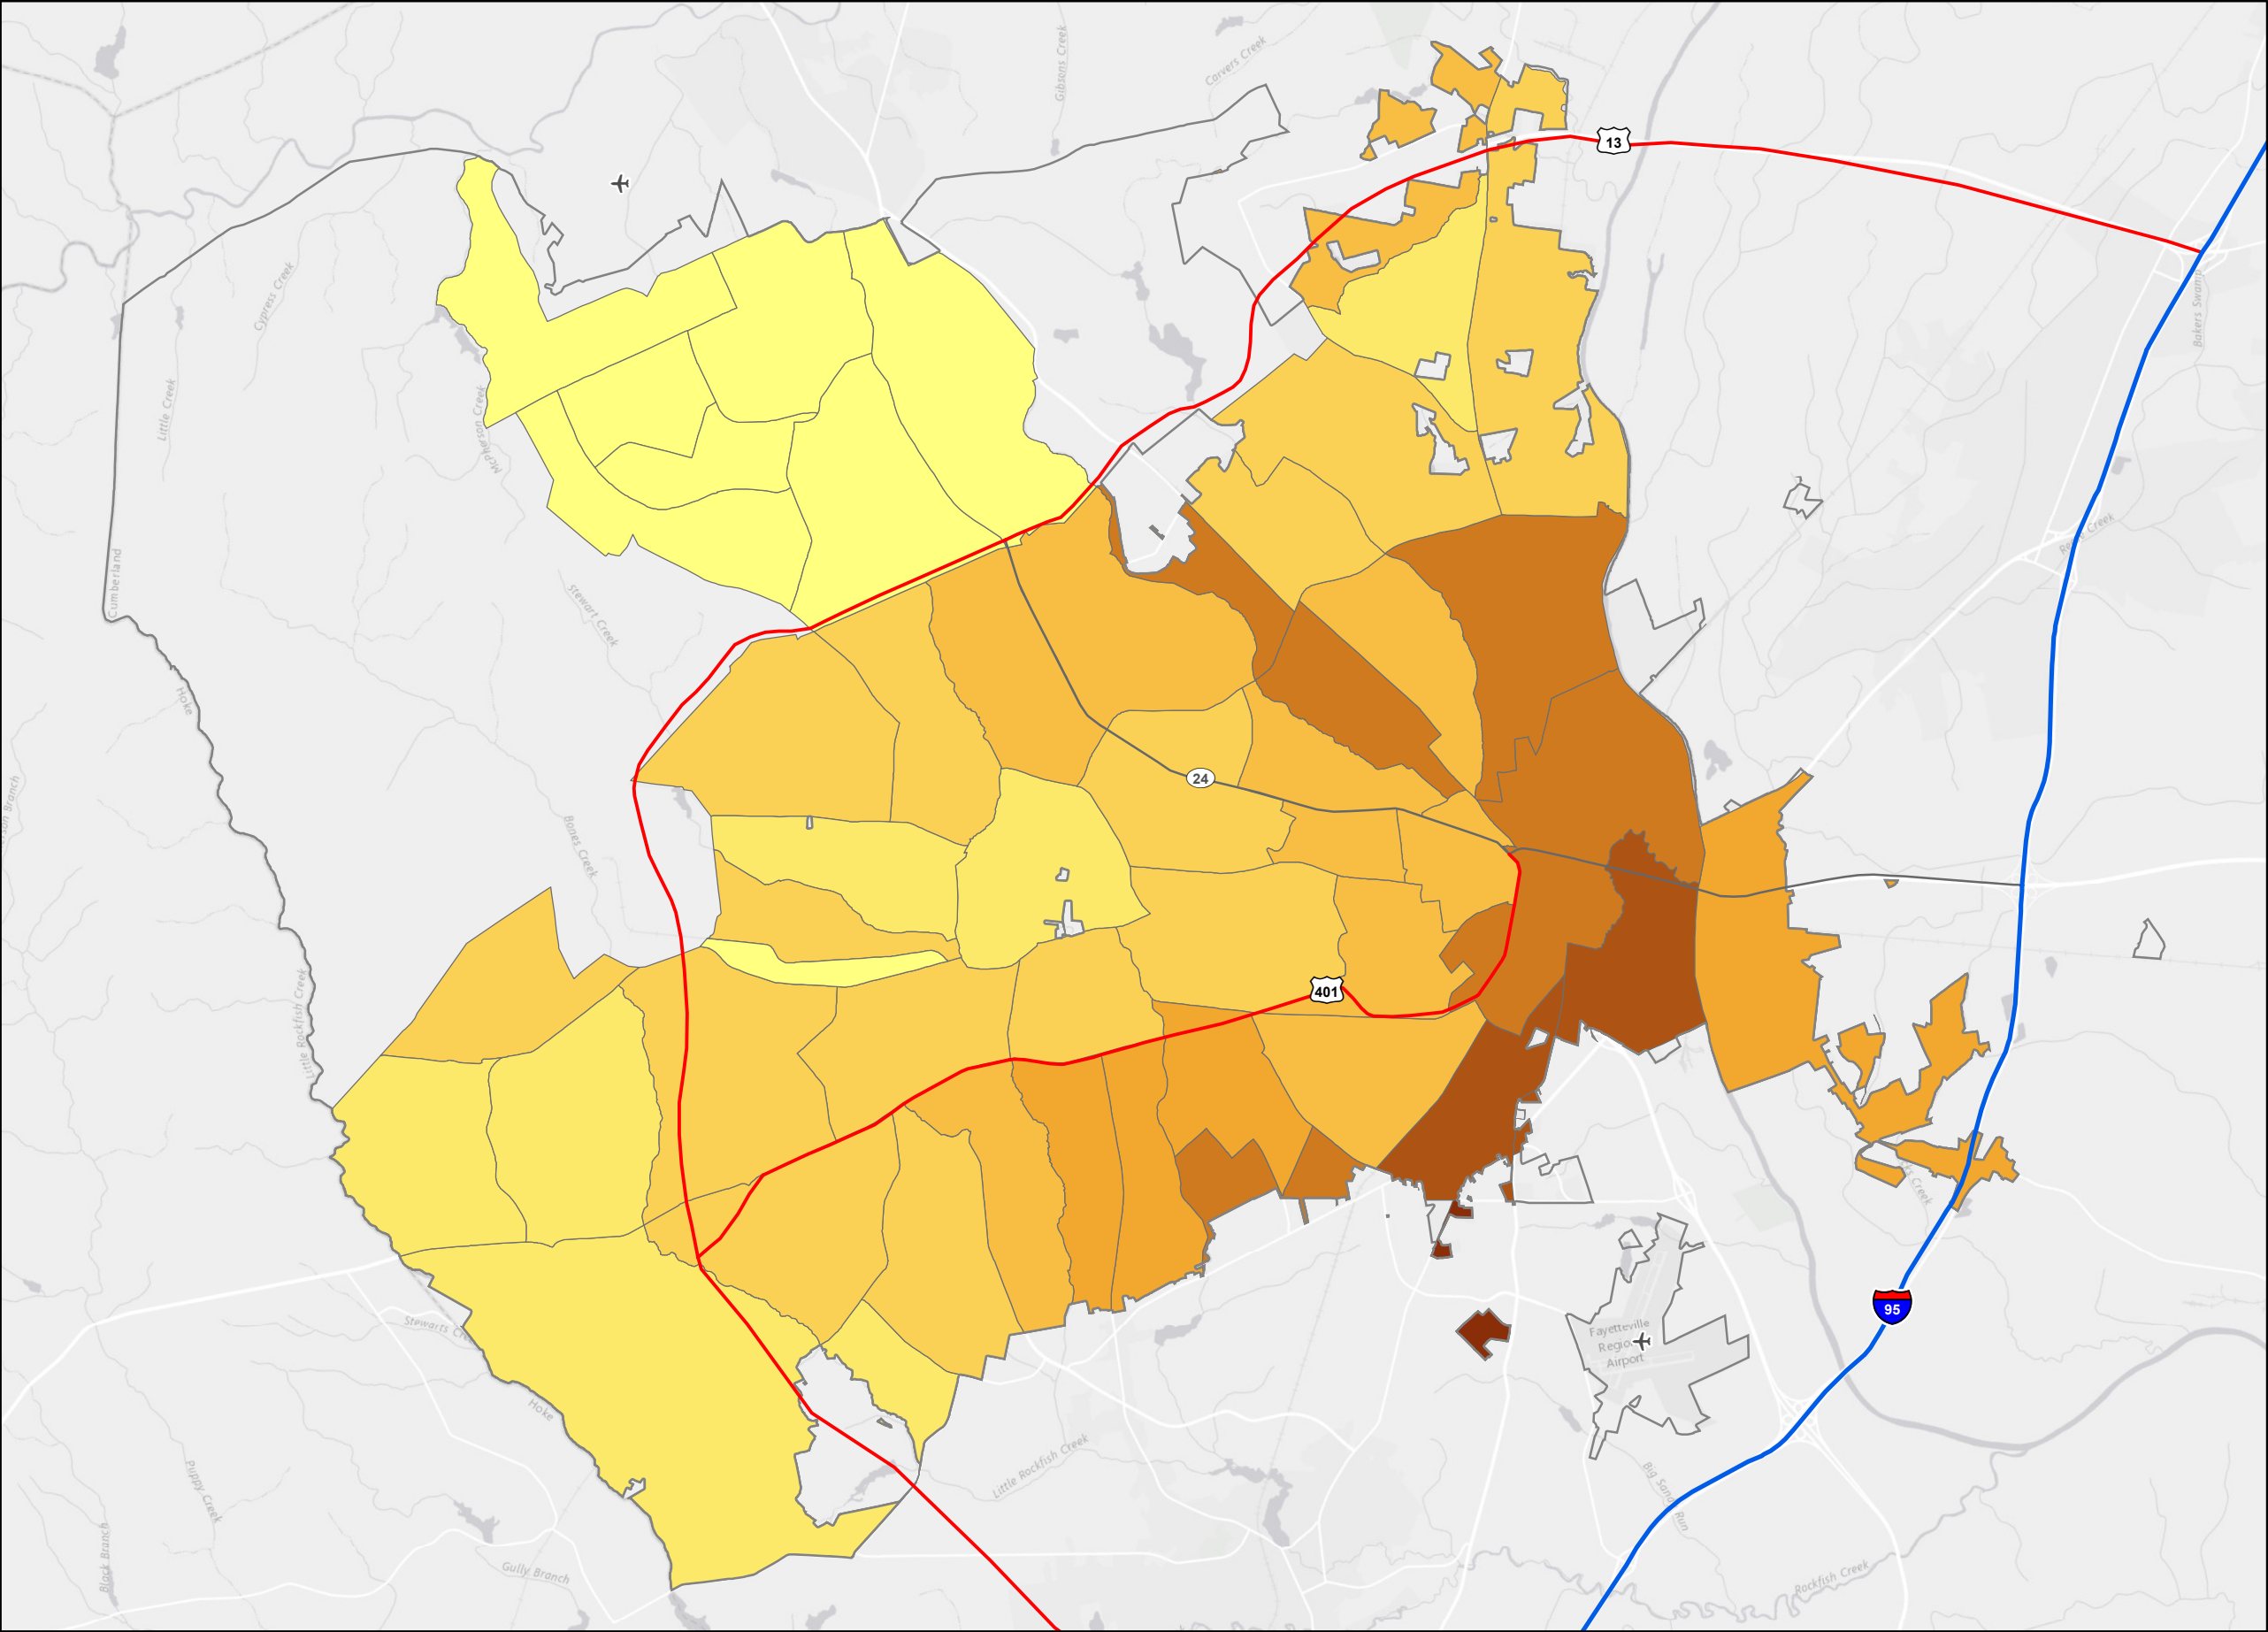 Gibsons Creek
Carvers Creek
13
Cypress Creek
Bakers Swamp
Little Creek
McPherson Creek
Cumberland
stewart Creek
Hoke
24
Bones Creek
Little Rockfish Creek
401
95
Fayetteville
Regio
Airport
Stewarts Cre
Hoke
Little Rockfish Creek
Puppy Creek
Big Sand Run
Black Branch
Gully Branch
Rockfish Creek